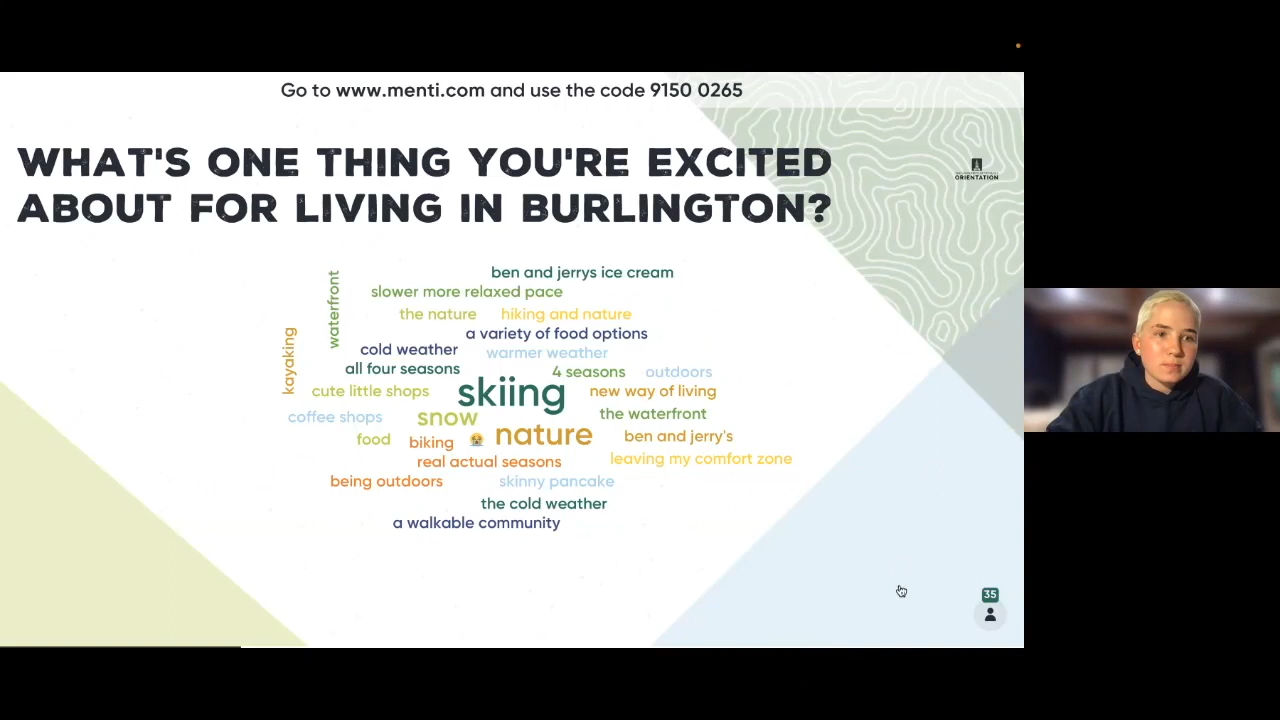 Go to www.menti.com and use the code 9150 0265
WHAT'S ONE THING YOU'RE EXCITED
ABOUT FOR LIVING IN BURLINGTON?
ORIENTATION
ben and jerrys ice cream
waterfront
slower more relaxed pace
the nature
hiking and nature
kayaking
a variety of food options
cold weather
warmer weather
all four seasons
4 seasons
outdoors
cute little shops
skiing
new way of living
coffee shops
snow
the waterfront
food
biking
😭
nature
ben and jerry's
real actual seasons
leaving my comfort zone
being outdoors
skinny pancake
the cold weather
a walkable community
35